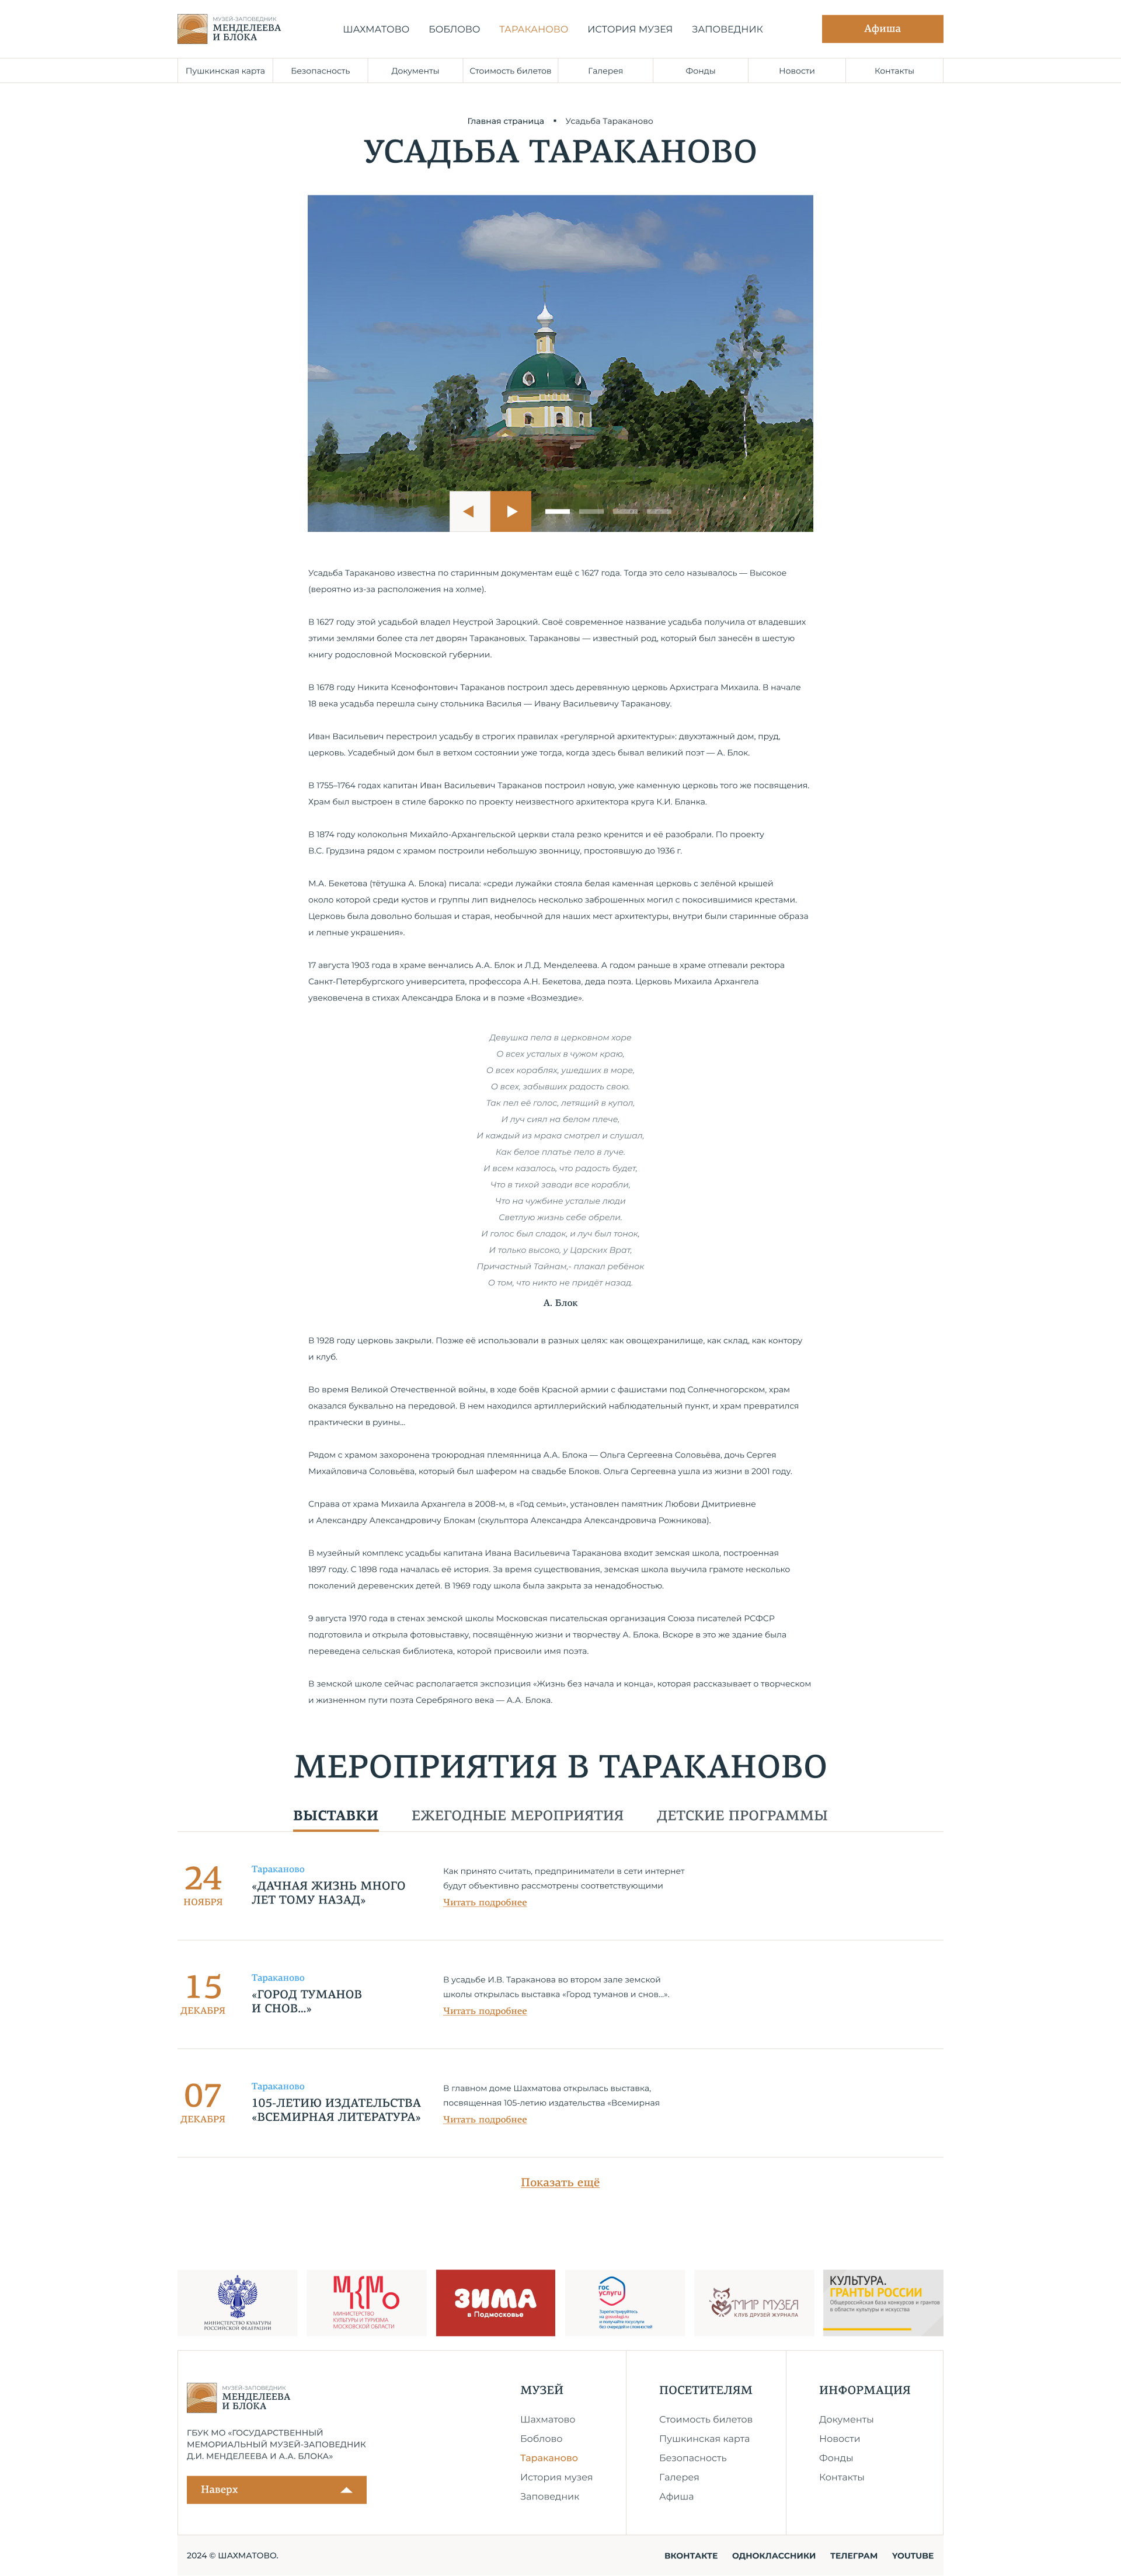 МУЗЕЙ-ЗАПОВЕДНИК
МЕНДЕЛЕЕВА
И БЛОКА
ШАХМАТОВО БОБЛОВО ТАРАКАНОВО ИСТОРИЯ МУЗЕЯ ЗАПОВЕДНИК
Афиша
Пушкинская карта Безопасность Документы Стоимость билетов Галерея Фонды Новости Контакты
Главная страница • Усадьба Тараканово
УСАДЬБА ТАРАКАНОВО
Усадьба Тараканово известна по старинным документам ещё с 1627 года. Тогда это село называлось — Высокое
(вероятно из-за расположения на холме).
В 1627 году этой усадьбой владел Неустрой Зароцкий. Своё современное название усадьба получила от владевших
этими землями более ста лет дворян Таракановых. Таракановы — известный род, который был занесён в шестую
книгу родословной Московской губернии.
В 1678 году Никита Ксенофонтович Тараканов построил здесь деревянную церковь Архистрага Михаила. В начале
18 века усадьба перешла сыну стольника Василья — Ивану Васильевичу Тараканову.
Иван Васильевич перестроил усадьбу в строгих правилах «регулярной архитектуры»: двухэтажный дом, пруд,
церковь. Усадебный дом был в ветхом состоянии уже тогда, когда здесь бывал великий поэт — А. Блок.
В 1755–1764 годах капитан Иван Васильевич Тараканов построил новую, уже каменную церковь того же посвящения.
Храм был выстроен в стиле барокко по проекту неизвестного архитектора круга К.И. Бланка.
В 1874 году колокольня Михайло-Архангельской церкви стала резко кренится и её разобрали. По проекту
В.С. Грудзина рядом с храмом построили небольшую звонницу, простоявшую до 1936 г.
М.А. Бекетова (тётушка А. Блока) писала: «среди лужайки стояла белая каменная церковь с зелёной крышей
около которой среди кустов и группы лип виднелось несколько заброшенных могил с покосившимися крестами.
Церковь была довольно большая и старая, необычной для наших мест архитектуры, внутри были старинные образа
и лепные украшения».
17 августа 1903 года в храме венчались А.А. Блок и Л.Д. Менделеева. А годом раньше в храме отпевали ректора
Санкт-Петербургского университета, профессора А.Н. Бекетова, деда поэта. Церковь Михаила Архангела
увековечена в стихах Александра Блока и в поэме «Возмездие».
Девушка пела в церковном хоре
О всех усталых в чужом краю,
О всех кораблях, ушедших в море,
О всех, забывших радость свою.
Так пел её голос, летящий в купол,
И луч сиял на белом плече,
И каждый из мрака смотрел и слушал,
Как белое платье пело в луче.
И всем казалось, что радость будет,
Что в тихой заводи все корабли,
Что на чужбине усталые люди
Светлую жизнь себе обрели.
И голос был сладок, и луч был тонок,
И только высоко, у Царских Врат,
Причастный Тайнам,- плакал ребёнок
О том, что никто не придёт назад.
А. Блок
В 1928 году церковь закрыли. Позже её использовали в разных целях: как овощехранилище, как склад, как контору
и клуб.
Во время Великой Отечественной войны, в ходе боёв Красной армии с фашистами под Солнечногорском, храм
оказался буквально на передовой. В нем находился артиллерийский наблюдательный пункт, и храм превратился
практически в руины...
Рядом с храмом захоронена троюродная племянница А.А. Блока — Ольга Сергеевна Соловьёва, дочь Сергея
Михайловича Соловьёва, который был шафером на свадьбе Блоков. Ольга Сергеевна ушла из жизни в 2001 году.
Справа от храма Михаила Архангела в 2008-м, в «Год семьи», установлен памятник Любови Дмитриевне
и Александру Александровичу Блокам (скульптора Александра Александровича Рожникова).
В музейный комплекс усадьбы капитана Ивана Васильевича Тараканова входит земская школа, построенная
1897 году. С 1898 года началась её история. За время существования, земская школа выучила грамоте несколько
поколений деревенских детей. В 1969 году школа была закрыта за ненадобностью.
9 августа 1970 года в стенах земской школы Московская писательская организация Союза писателей РСФСР
подготовила и открыла фотовыставку, посвящённую жизни и творчеству А. Блока. Вскоре в это же здание была
переведена сельская библиотека, которой присвоили имя поэта.
В земской школе сейчас располагается экспозиция «Жизнь без начала и конца», которая рассказывает о творческом
и жизненном пути поэта Серебряного века — А.А. Блока.
МЕРОПРИЯТИЯ В ТАРАКАНОВО
ВЫСТАВКИ ЕЖЕГОДНЫЕ МЕРОПРИЯТИЯ ДЕТСКИЕ ПРОГРАММЫ
24
НОЯБРЯ
Тараканово
«ДАЧНАЯ ЖИЗНЬ МНОГО
ЛЕТ ТОМУ НАЗАД»
Как принято считать, предприниматели в сети интернет
будут объективно рассмотрены соответствующими
Читать подробнее
15
ДЕКАБРЯ
Тараканово
«ГОРОД ТУМАНОВ
И СНОВ...»
В усадьбе И.В. Тараканова во втором зале земской
школы открылась выставка «Город туманов и снов...».
Читать подробнее
07
ДЕКАБРЯ
Тараканово
105-ЛЕТИЮ ИЗДАТЕЛЬСТВА
«ВСЕМИРНАЯ ЛИТЕРАТУРА»
В главном доме Шахматова открылась выставка,
посвященная 105-летию издательства «Всемирная
Читать подробнее
Показать ещё
МИНИСТЕРСТВО КУЛЬТУРЫ
РОССИЙСКОЙ ФЕДЕРАЦИИ
МКМО
МИНИСТЕРСТВО
КУЛЬТУРЫ И ТУРИЗМА
МОСКОВСКОЙ ОБЛАСТИ
ЗИМА
в Подмосковье
гос
услуги
Зарегистрируйтесь
на gosuslugi.ru
и получайте госуслуги
без очередей и сложностей
МИР МУЗЕЯ
КЛУБ ДРУЗЕЙ ЖУРНАЛА
КУЛЬТУРА.
ГРАНТЫ РОССИИ
Общероссийская база конкурсов и грантов
в области культуры и искусства
МУЗЕЙ-ЗАПОВЕДНИК
МЕНДЕЛЕЕВА
И БЛОКА
ГБУК МО «ГОСУДАРСТВЕННЫЙ
МЕМОРИАЛЬНЫЙ МУЗЕЙ-ЗАПОВЕДНИК
Д.И. МЕНДЕЛЕЕВА И А.А. БЛОКА»
Наверх
МУЗЕЙ
Шахматово
Боблово
Тараканово
История музея
Заповедник
ПОСЕТИТЕЛЯМ
Стоимость билетов
Пушкинская карта
Безопасность
Галерея
Афиша
ИНФОРМАЦИЯ
Документы
Новости
Фонды
Контакты
2024 © ШАХМАТОВО.
ВКОНТАКТЕ ОДНОКЛАССНИКИ ТЕЛЕГРАМ YOUTUBE